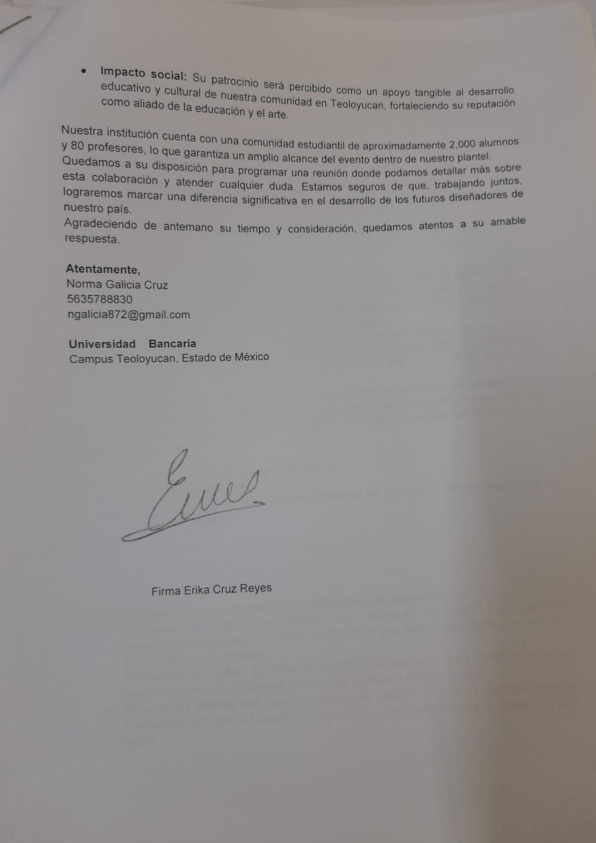 • Impacto social: Su patrocinio será percibido como un apoyo tangible al desarrollo
educativo y cultural de nuestra comunidad en Teoloyucan, fortaleciendo su reputación
como aliado de la educación y el arte.
Nuestra institución cuenta con una comunidad estudiantil de aproximadamente 2,000 alumnos
y 80 profesores, lo que garantiza un amplio alcance del evento dentro de nuestro plantel.
Quedamos a su disposición para programar una reunión donde podamos detallar más sobre
esta colaboración y atender cualquier duda. Estamos seguros de que, trabajando juntos,
lograremos marcar una diferencia significativa en el desarrollo de los futuros diseñadores de
nuestro país.
Agradeciendo de antemano su tiempo y consideración, quedamos atentos a su amable
respuesta.
Atentamente,
Norma Galicia Cruz
5635788830
ngalicia872@gmail.com
Universidad Bancaria
Campus Teoloyucan, Estado de México
Firma Erika Cruz Reyes